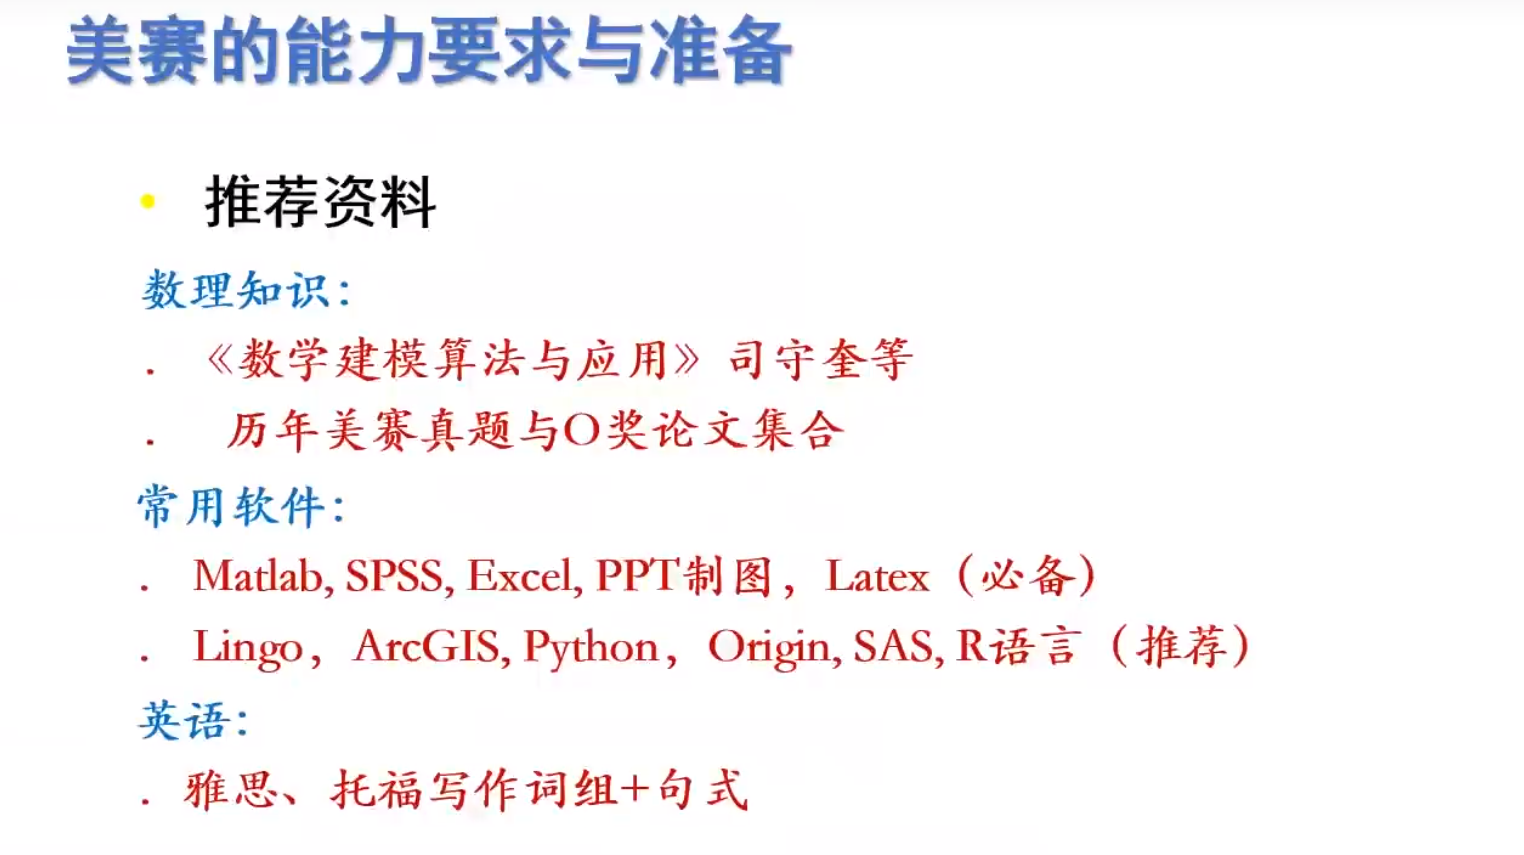 美赛的能力要求与准备
• 推荐资料
数理知识：
. 《数学建模算法与应用》司守奎等
. 历年美赛真题与O奖论文集合
常用软件：
. Matlab, SPSS, Excel, PPT制图，Latex（必备）
. Lingo，ArcGIS, Python，Origin, SAS, R语言（推荐）
英语：
. 雅思、托福写作词组+句式